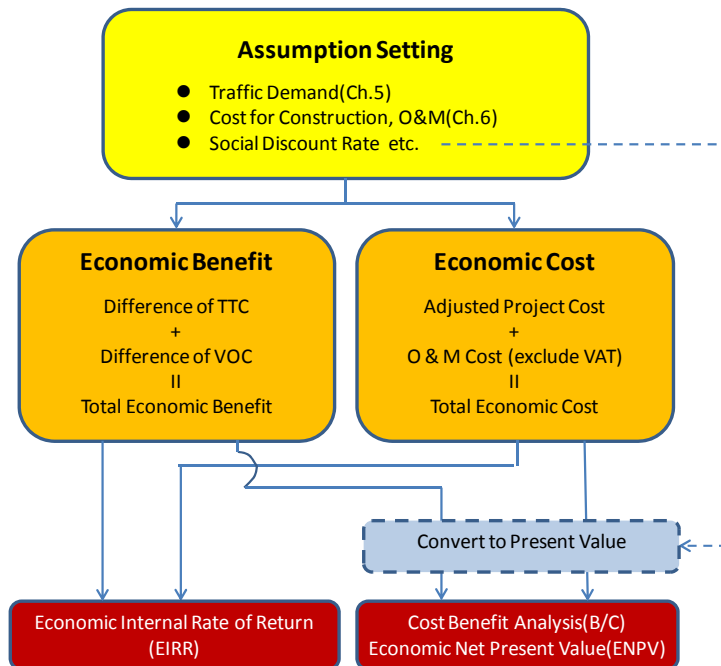 Assumption Setting
● Traffic Demand(Ch.5)
● Cost for Construction, O&M(Ch.6)
● Social Discount Rate etc.
Economic Benefit
Difference of TTC
+
Difference of VOC
=
Total Economic Benefit
Economic Cost
Adjusted Project Cost
+
O & M Cost (exclude VAT)
=
Total Economic Cost
Convert to Present Value
Economic Internal Rate of Return
(EIRR)
Cost Benefit Analysis(B/C)
Economic Net Present Value(ENPV)